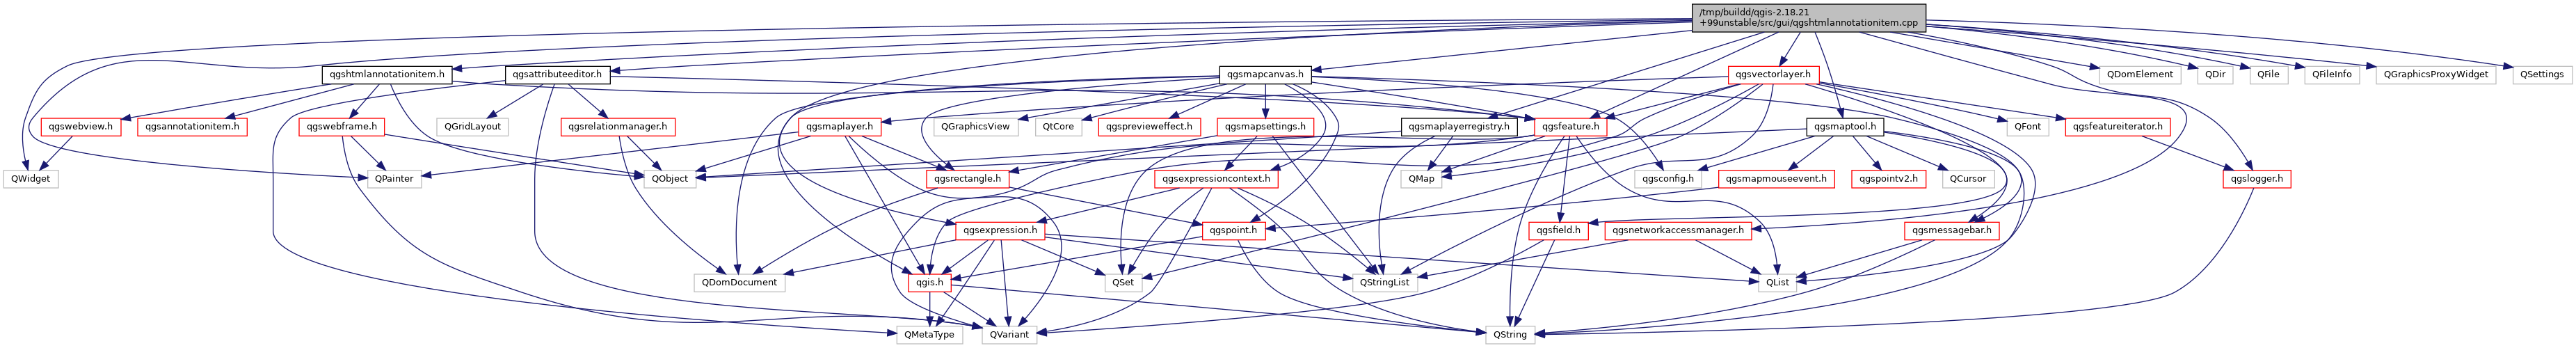 /tmp/buildd/qgis-2.18.21
+99unstable/src/gui/qgshtmlannotationitem.cpp
qgshtmlannotationitem.h
qgsattributeeditor.h
qgsmapcanvas.h
qgsvectorlayer.h
QDomElement
QDir
QFile
QFileInfo
QGraphicsProxyWidget
QSettings
qgswebview.h
qgsannotationitem.h
qgswebframe.h
QGridLayout
qgsrelationmanager.h
qgsmaplayer.h
QGraphicsView
QtCore
qgsprevieweffect.h
qgsmapsettings.h
qgsmaplayerregistry.h
qgsfeature.h
qgsmaptool.h
QFont
qgsfeatureiterator.h
QWidget
QPainter
QObject
qgsrectangle.h
qgsexpressioncontext.h
QMap
qgsconfig.h
qgsmapmouseevent.h
qgspointv2.h
QCursor
qgslogger.h
qgsexpression.h
qgspoint.h
qgsfield.h
qgsnetworkaccessmanager.h
qgsmessagebar.h
QDomDocument
qgis.h
QSet
QStringList
QList
QMetaType
QVariant
QString